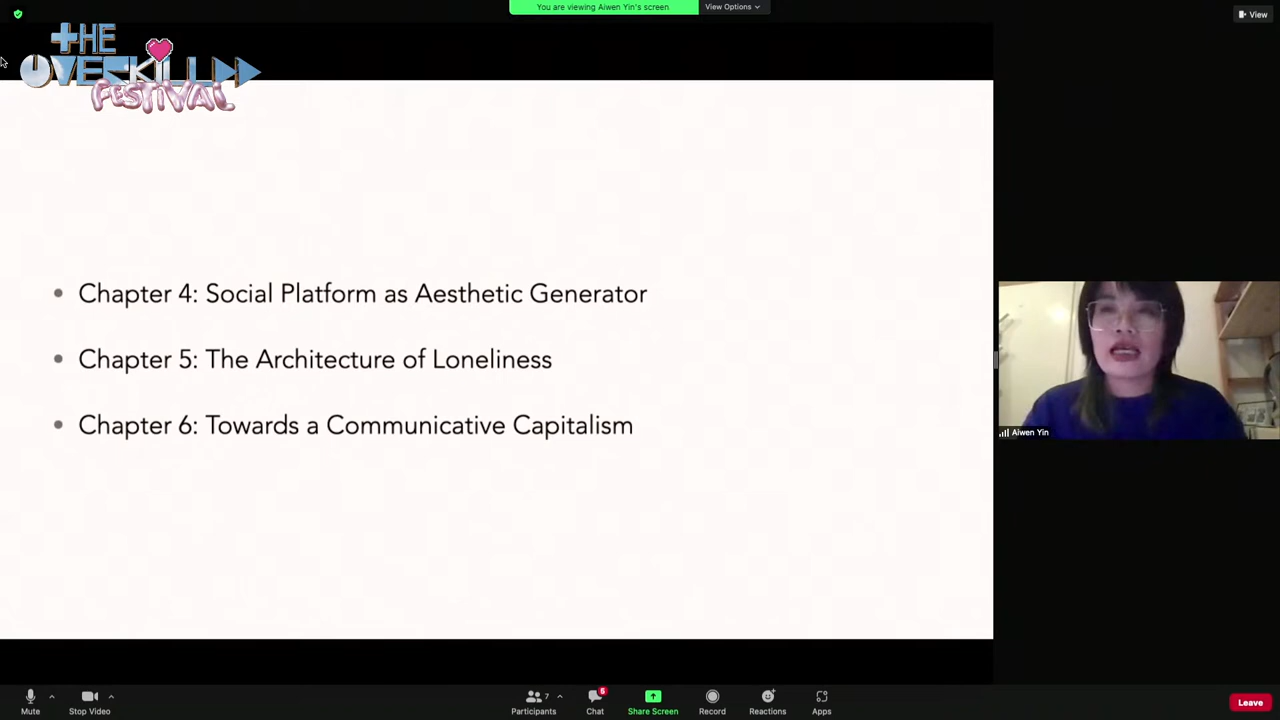 You are viewing Aiwen Yin's screen
View Options
View
THE
OVERKILL
FESTIVAL
• Chapter 4: Social Platform as Aesthetic Generator
• Chapter 5: The Architecture of Loneliness
• Chapter 6: Towards a Communicative Capitalism
Aiwen Yin
Mute
Stop Video
7
Participants
5
Chat
Share Screen
Record
Reactions
Apps
Leave